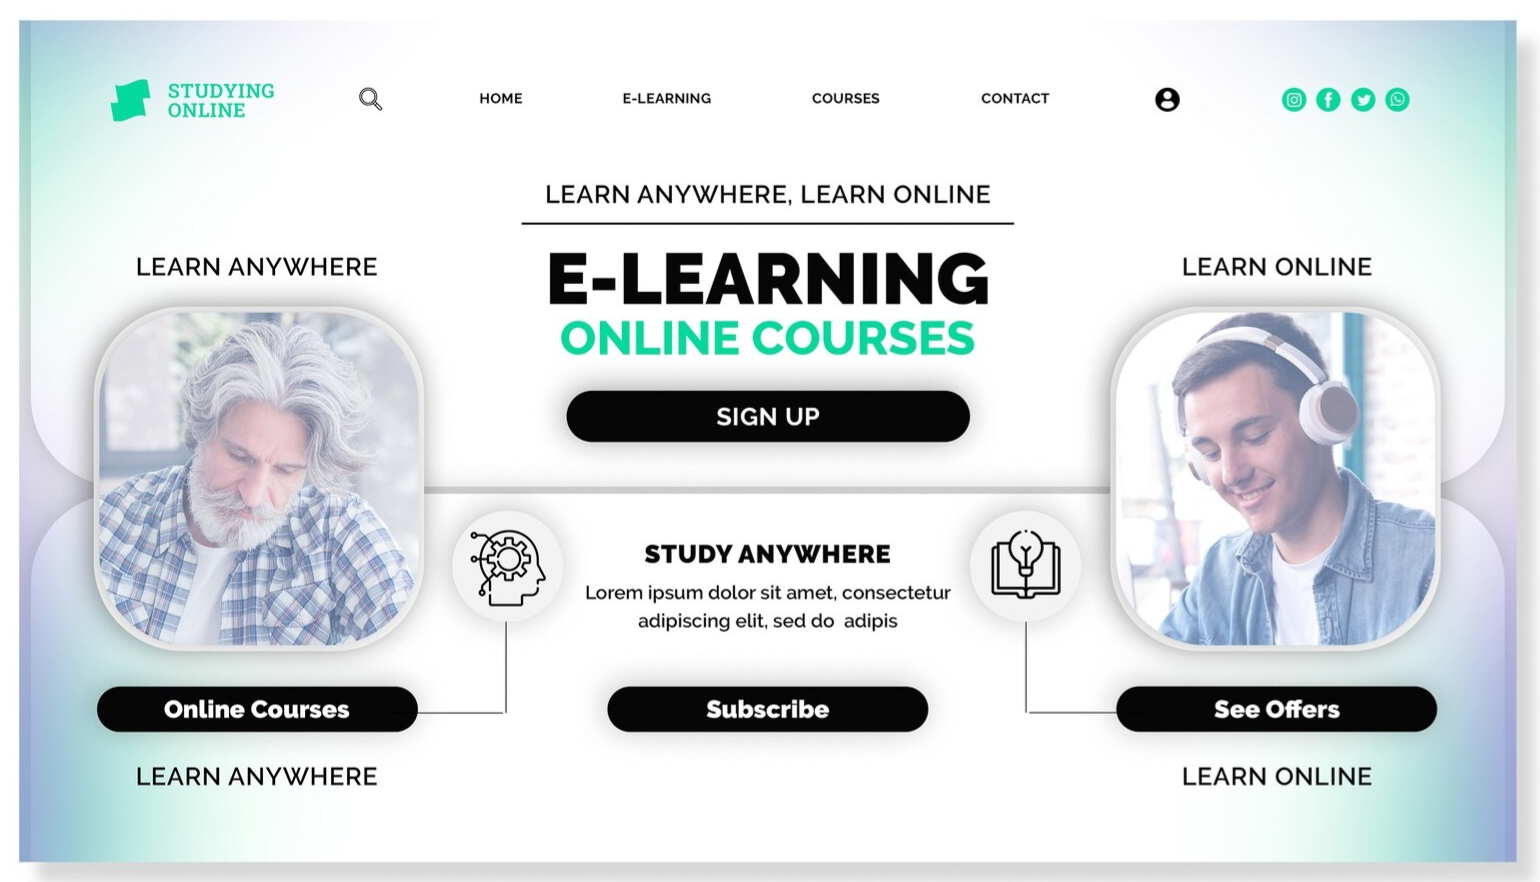 STUDYING
ONLINE
HOME
E-LEARNING
COURSES
CONTACT
LEARN ANYWHERE, LEARN ONLINE
LEARN ANYWHERE
E-LEARNING
ONLINE COURSES
SIGN UP
LEARN ONLINE
STUDY ANYWHERE
Lorem ipsum dolor sit amet, consectetur
adipiscing elit, sed do adipis
Online Courses
Subscribe
See Offers
LEARN ANYWHERE
LEARN ONLINE